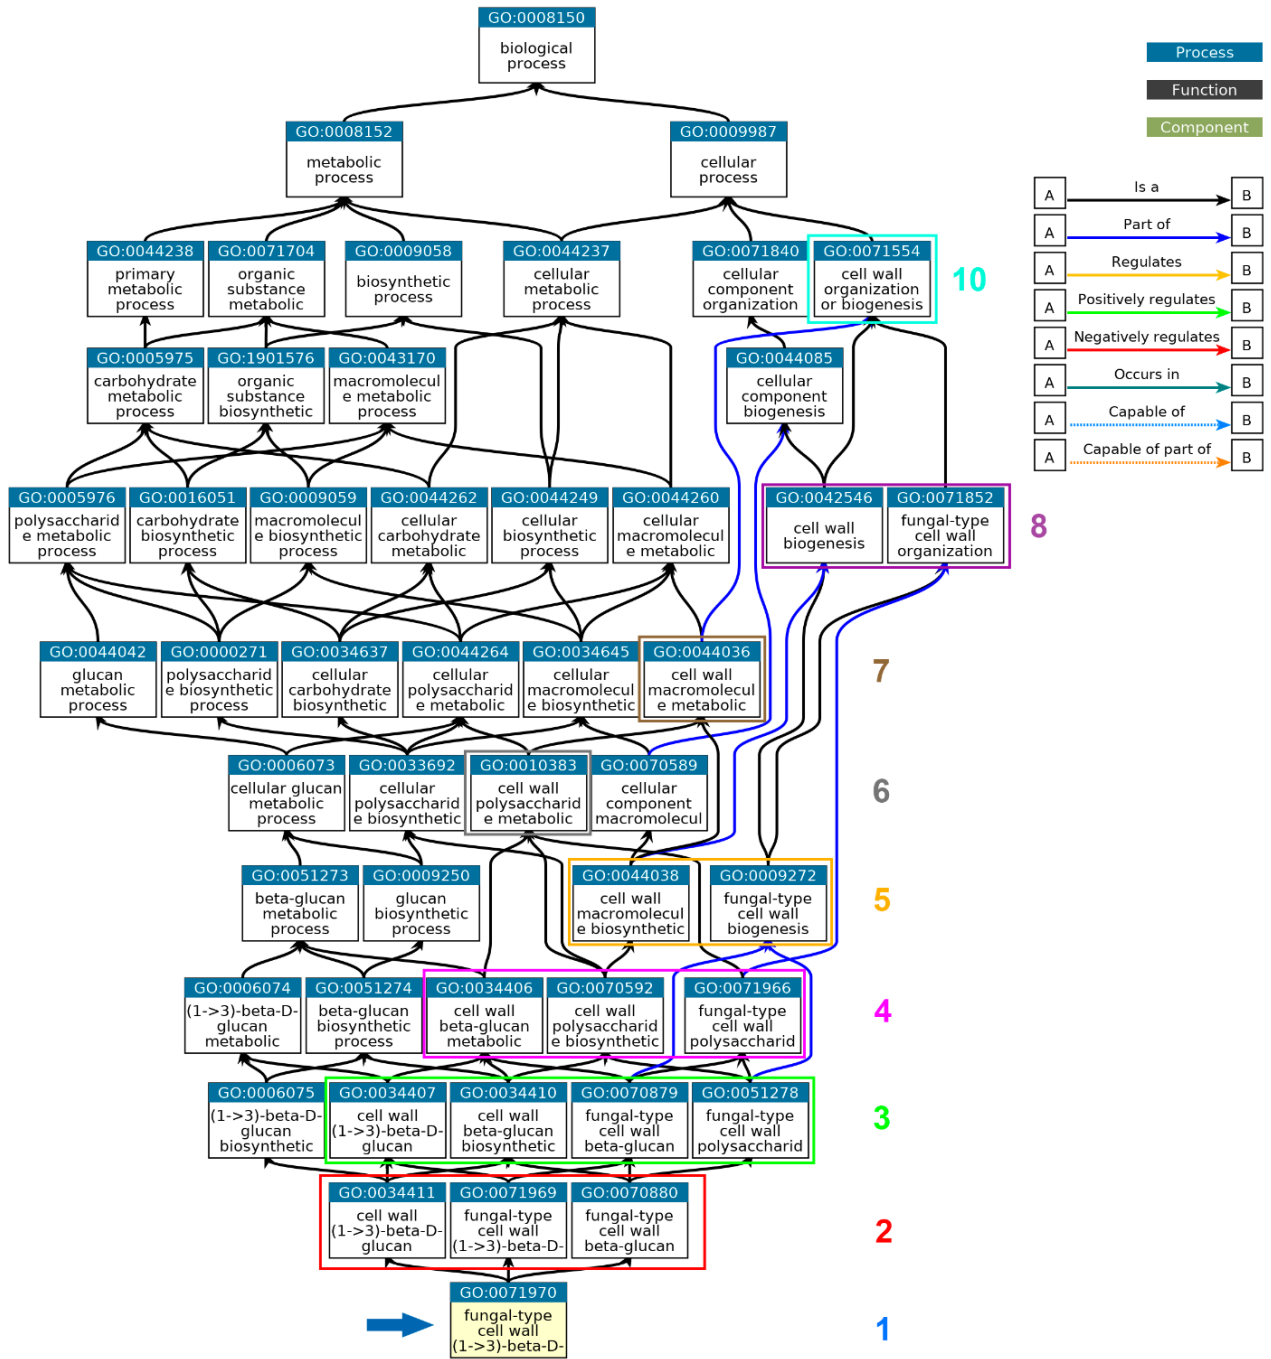 GO:0008150
biological
process
Process
Function
Component
GO:0008152
metabolic
process
GO:0009987
cellular
process
A Is a B
A Part of B
A Regulates B
A Positively regulates B
A Negatively regulates B
A Occurs in B
A Capable of B
A Capable of part of B
GO:0044238
primary
metabolic
process
GO:0071704
organic
substance
metabolic
GO:0009058
biosynthetic
process
GO:0044237
cellular
metabolic
process
GO:0071840
cellular
component
organization
GO:0071554
cell wall
organization
or biogenesis
10
GO:0005975
carbohydrate
metabolic
process
GO:1901576
organic
substance
biosynthetic
GO:0043170
macromolecul
e metabolic
process
GO:0044085
cellular
component
biogenesis
GO:0005976
polysaccharid
e metabolic
process
GO:0016051
carbohydrate
biosynthetic
process
GO:0009059
macromolecul
e biosynthetic
process
GO:0044262
cellular
carbohydrate
metabolic
GO:0044249
cellular
biosynthetic
process
GO:0044260
cellular
macromolecul
e metabolic
GO:0042546
cell wall
biogenesis
GO:0071852
fungal-type
cell wall
organization
8
GO:0044042
glucan
metabolic
process
GO:0000271
polysaccharid
e biosynthetic
process
GO:0034637
cellular
carbohydrate
biosynthetic
GO:0044264
cellular
polysaccharid
e metabolic
GO:0034645
cellular
macromolecul
e biosynthetic
GO:0044036
cell wall
macromolecul
e metabolic
7
GO:0006073
cellular glucan
metabolic
process
GO:0033692
cellular
polysaccharid
e biosynthetic
GO:0010383
cell wall
polysaccharid
e metabolic
GO:0070589
cellular
component
macromolecul
6
GO:0051273
beta-glucan
metabolic
process
GO:0009250
glucan
biosynthetic
process
GO:0044038
cell wall
macromolecul
e biosynthetic
GO:0009272
fungal-type
cell wall
biogenesis
5
GO:0006074
(1->3)-beta-D-
glucan
metabolic
GO:0051274
beta-glucan
biosynthetic
process
GO:0034406
cell wall
beta-glucan
metabolic
GO:0070592
cell wall
polysaccharid
e biosynthetic
GO:0071966
fungal-type
cell wall
polysaccharid
4
GO:0006075
(1->3)-beta-D-
glucan
biosynthetic
GO:0034407
cell wall
(1->3)-beta-D-
glucan
GO:0034410
cell wall
beta-glucan
biosynthetic
GO:0070879
fungal-type
cell wall
beta-glucan
GO:0051278
fungal-type
cell wall
polysaccharid
3
GO:0034411
cell wall
(1->3)-beta-D-
glucan
GO:0071969
fungal-type
cell wall
(1->3)-beta-D-
GO:0070880
fungal-type
cell wall
beta-glucan
2
GO:0071970
fungal-type
cell wall
(1->3)-beta-D-
1